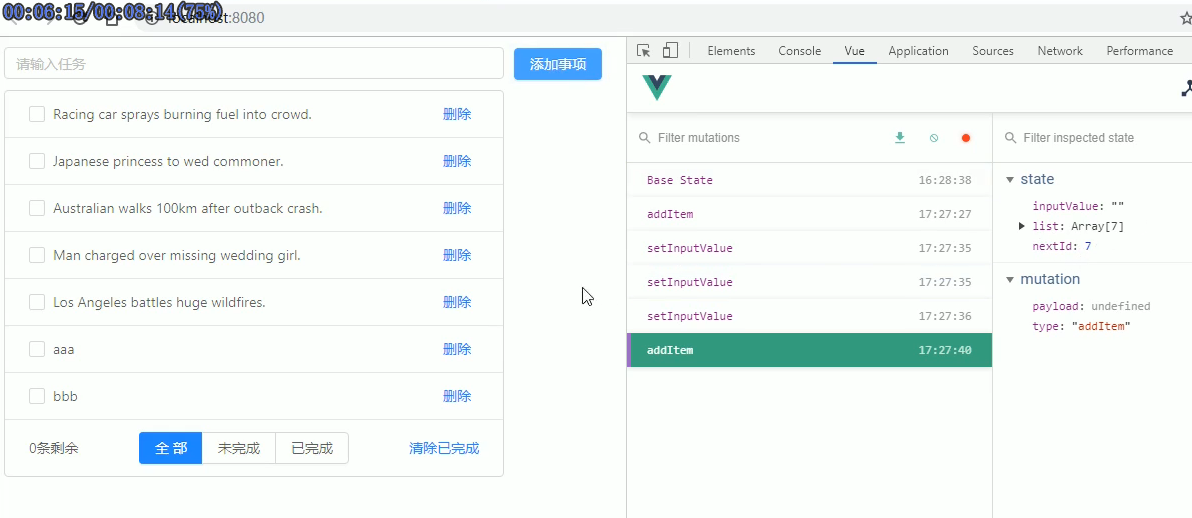 00:06:15/00:08:14(75%)
localhost:8080
请输入任务
添加事项
Racing car sprays burning fuel into crowd.
删除
Japanese princess to wed commoner.
删除
Australian walks 100km after outback crash.
删除
Man charged over missing wedding girl.
删除
Los Angeles battles huge wildfires.
删除
aaa
删除
bbb
删除
0条剩余
全 部
未完成
已完成
清除已完成
Elements
Console
Vue
Application
Sources
Network
Performance
Filter mutations
Base State 16:28:38
addItem 17:27:27
setInputValue 17:27:35
setInputValue 17:27:35
setInputValue 17:27:36
addItem 17:27:40
Filter inspected state
state
inputValue: ""
list: Array[7]
nextId: 7
mutation
payload: undefined
type: "addItem"